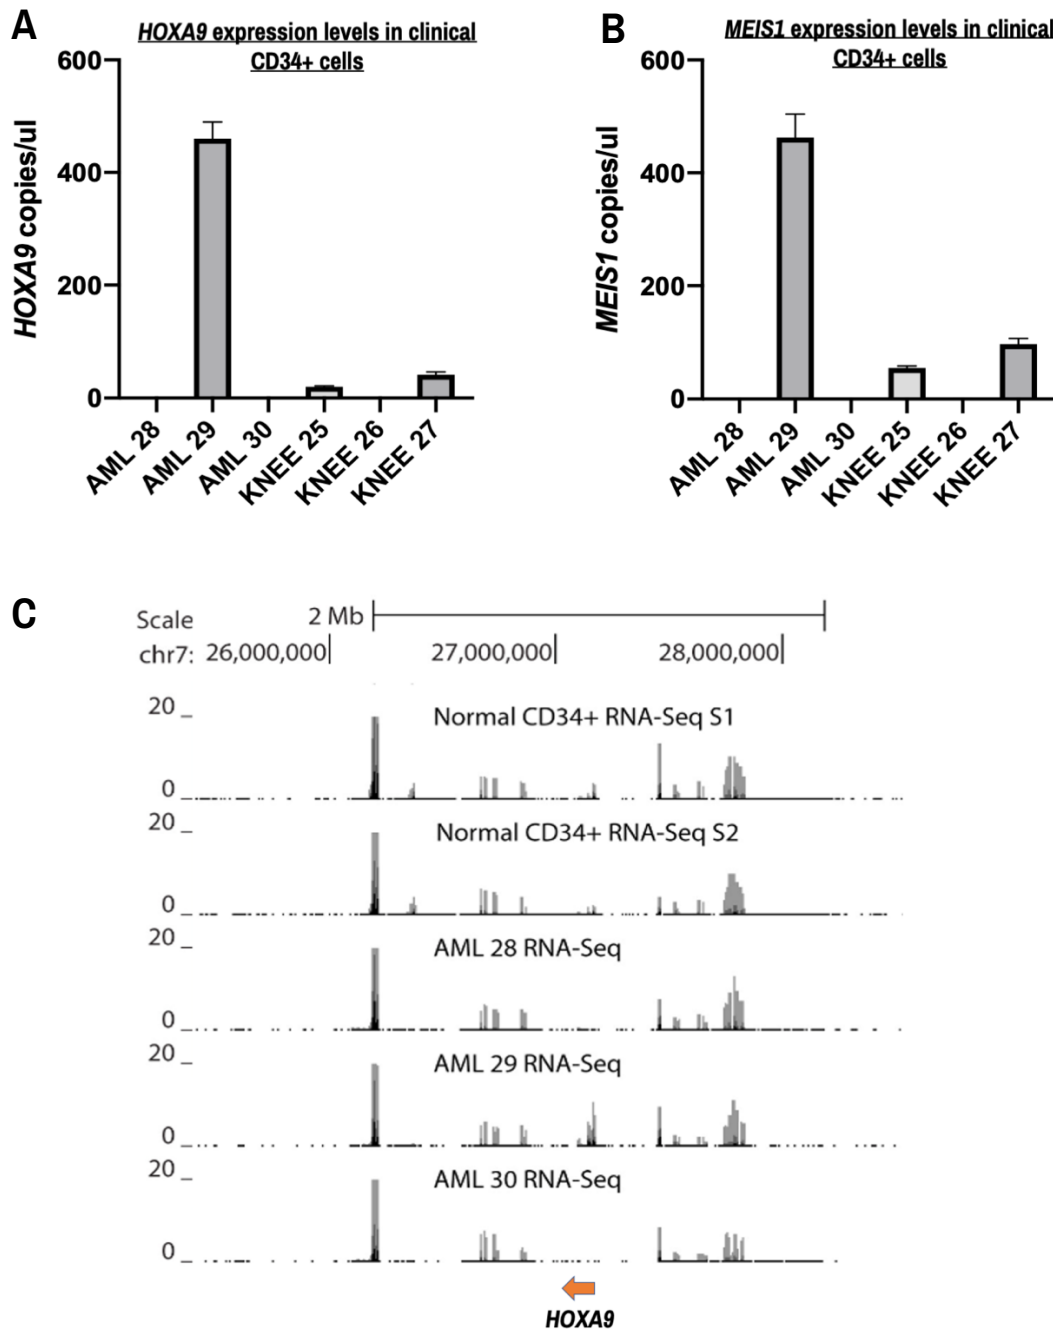 A
HOXA9 expression levels in clinical
CD34+ cells
HOXA9 copies/ul
600
400
200
0
AML 28
AML 29
AML 30
KNEE 25
KNEE 26
KNEE 27
B
MEIS1 expression levels in clinical
CD34+ cells
MEIS1 copies/ul
600
400
200
0
AML 28
AML 29
AML 30
KNEE 25
KNEE 26
KNEE 27
C
Scale 2 Mb
chr7: 26,000,000 27,000,000 28,000,000
20
Normal CD34+ RNA-Seq S1
0
20
Normal CD34+ RNA-Seq S2
0
20
AML 28 RNA-Seq
0
20
AML 29 RNA-Seq
0
20
AML 30 RNA-Seq
0
HOXA9